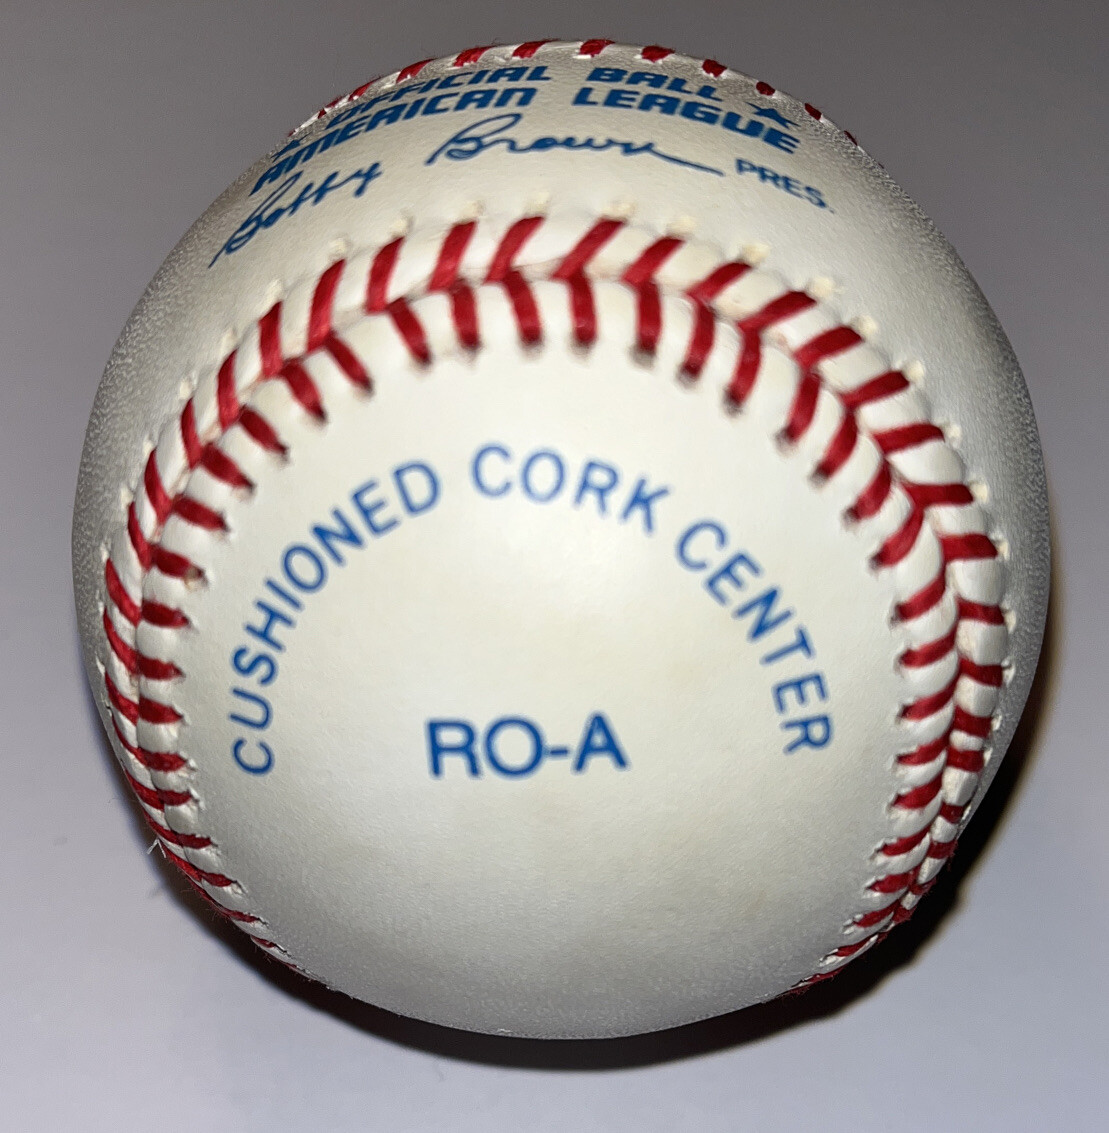 ★ OFFICIAL BALL ★
AMERICAN LEAGUE
Bobby Brown PRES.
CUSHIONED CORK CENTER
RO-A